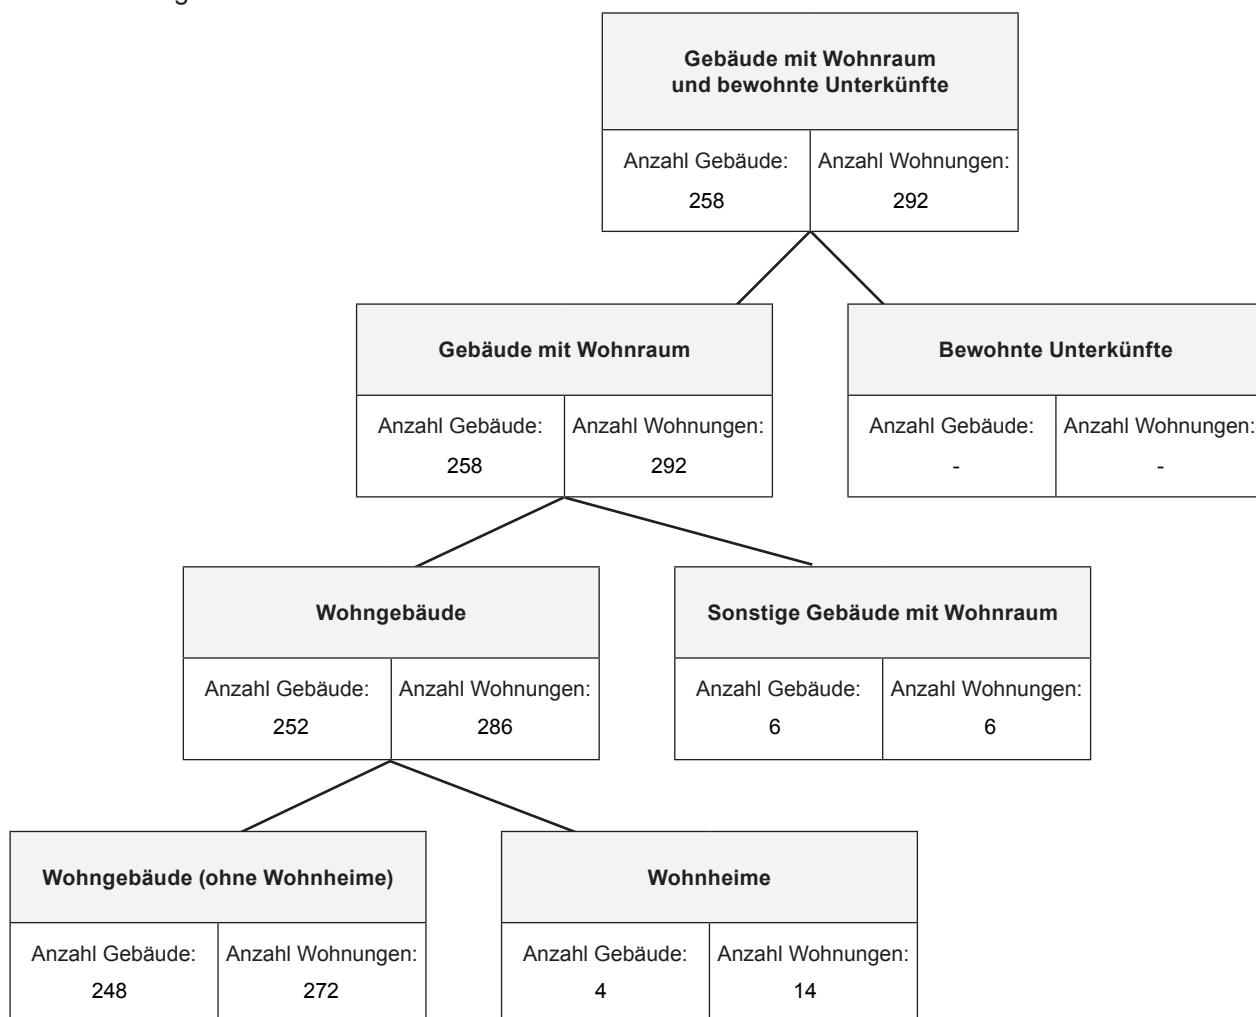 Gebäude mit Wohnraum
und bewohnte Unterkünfte
Anzahl Gebäude: Anzahl Wohnungen:
258 292
Gebäude mit Wohnraum Bewohnte Unterkünfte
Anzahl Gebäude: Anzahl Wohnungen: Anzahl Gebäude: Anzahl Wohnungen:
258 292 - -
Wohngebäude Sonstige Gebäude mit Wohnraum
Anzahl Gebäude: Anzahl Wohnungen: Anzahl Gebäude: Anzahl Wohnungen:
252 286 6 6
Wohngebäude (ohne Wohnheime) Wohnheime
Anzahl Gebäude: Anzahl Wohnungen: Anzahl Gebäude: Anzahl Wohnungen:
248 272 4 14